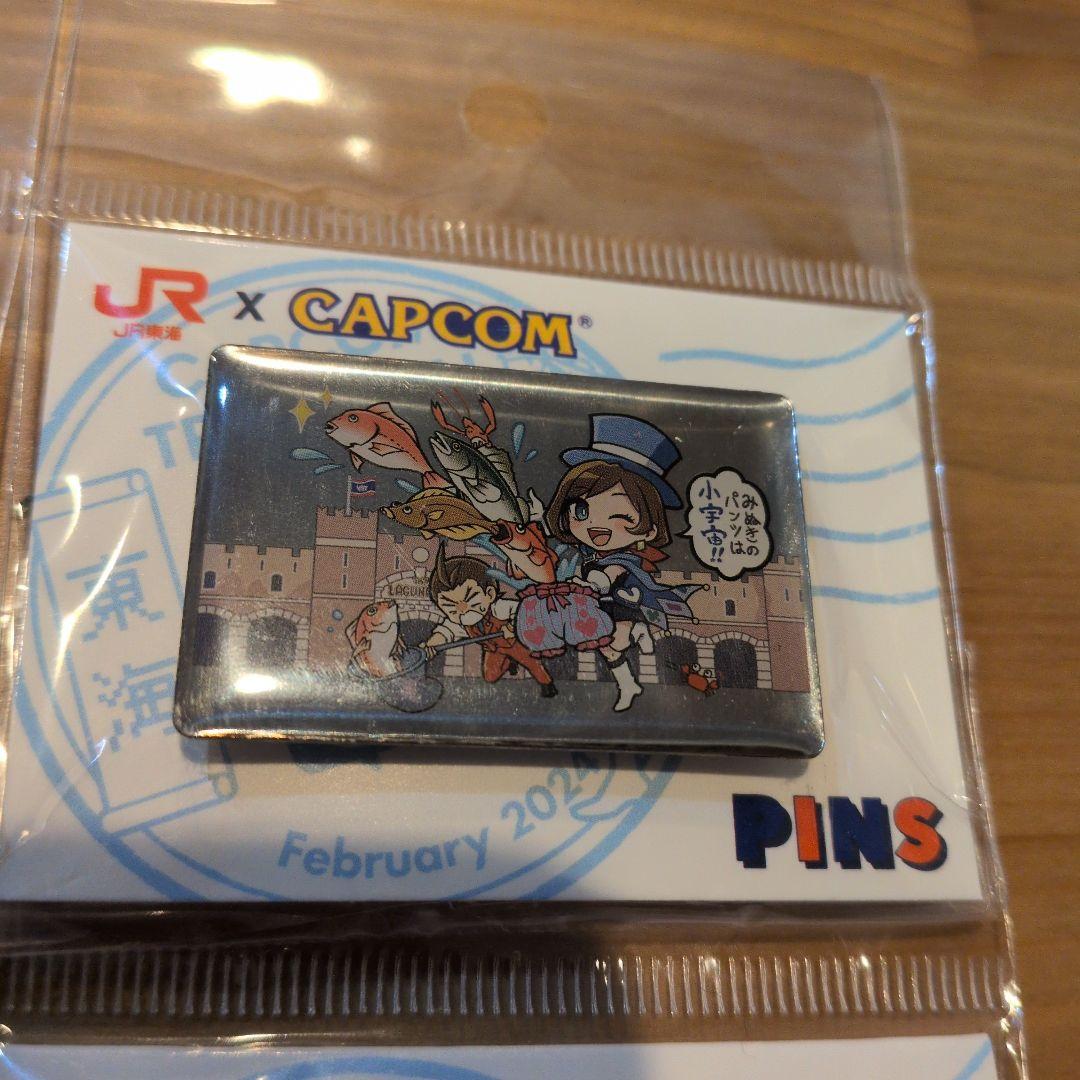 JR x CAPCOM®
JR東海
みぬきの
パンツは
小宇宙!!
LAGUN
東海
February 2024
PINS